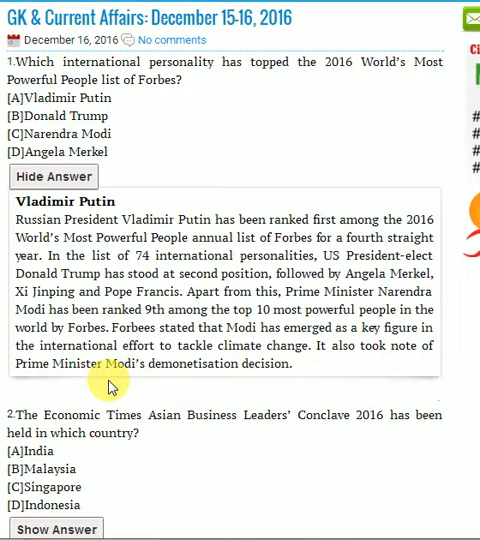 GK & Current Affairs: December 15-16, 2016
December 16, 2016 No comments
1.Which international personality has topped the 2016 World's Most
Powerful People list of Forbes?
[A]Vladimir Putin
[B]Donald Trump
[C]Narendra Modi
[D]Angela Merkel
Hide Answer
Vladimir Putin
Russian President Vladimir Putin has been ranked first among the 2016
World's Most Powerful People annual list of Forbes for a fourth straight
year. In the list of 74 international personalities, US President-elect
Donald Trump has stood at second position, followed by Angela Merkel,
Xi Jinping and Pope Francis. Apart from this, Prime Minister Narendra
Modi has been ranked 9th among the top 10 most powerful people in the
world by Forbes. Forbees stated that Modi has emerged as a key figure in
the international effort to tackle climate change. It also took note of
Prime Minister Modi's demonetisation decision.
2.The Economic Times Asian Business Leaders' Conclave 2016 has been
held in which country?
[A]India
[B]Malaysia
[C]Singapore
[D]Indonesia
Show Answer
Ci
#
#
#
#